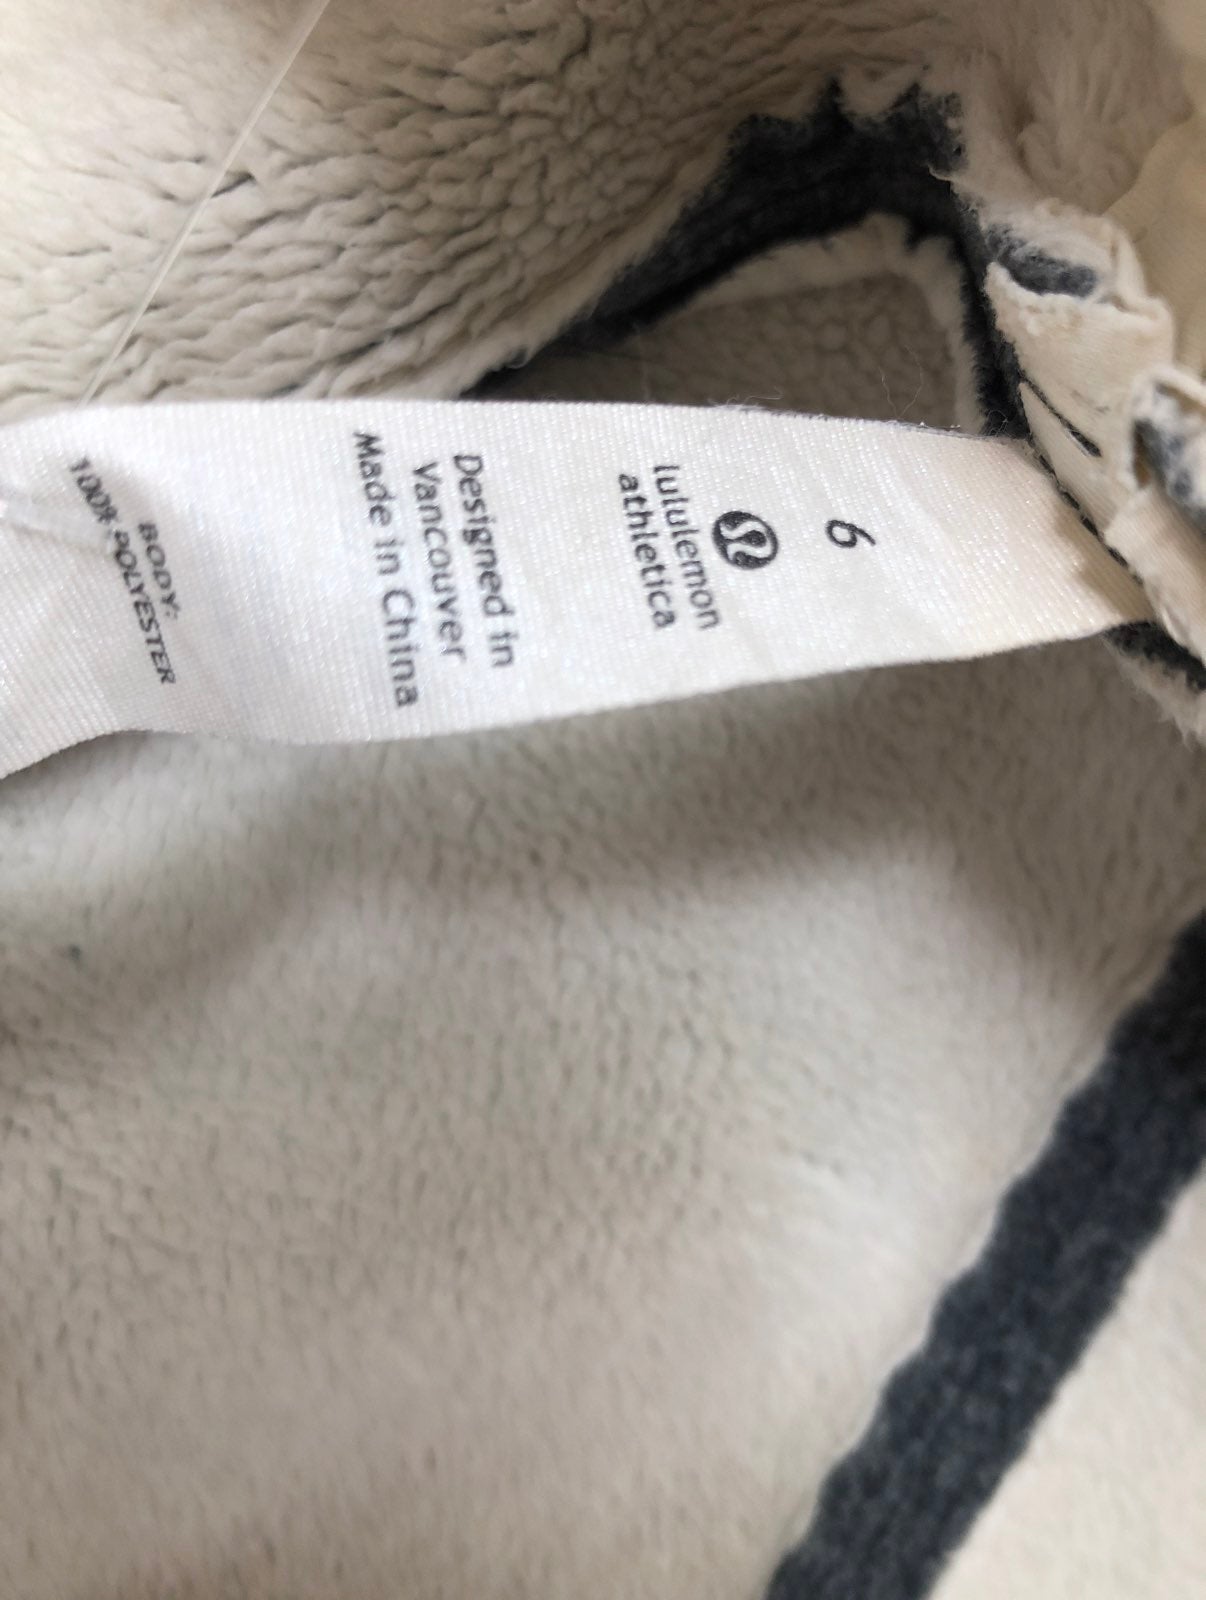 6
lululemon
athletica
Designed in
Vancouver
Made in China
BODY:
100% POLYESTER